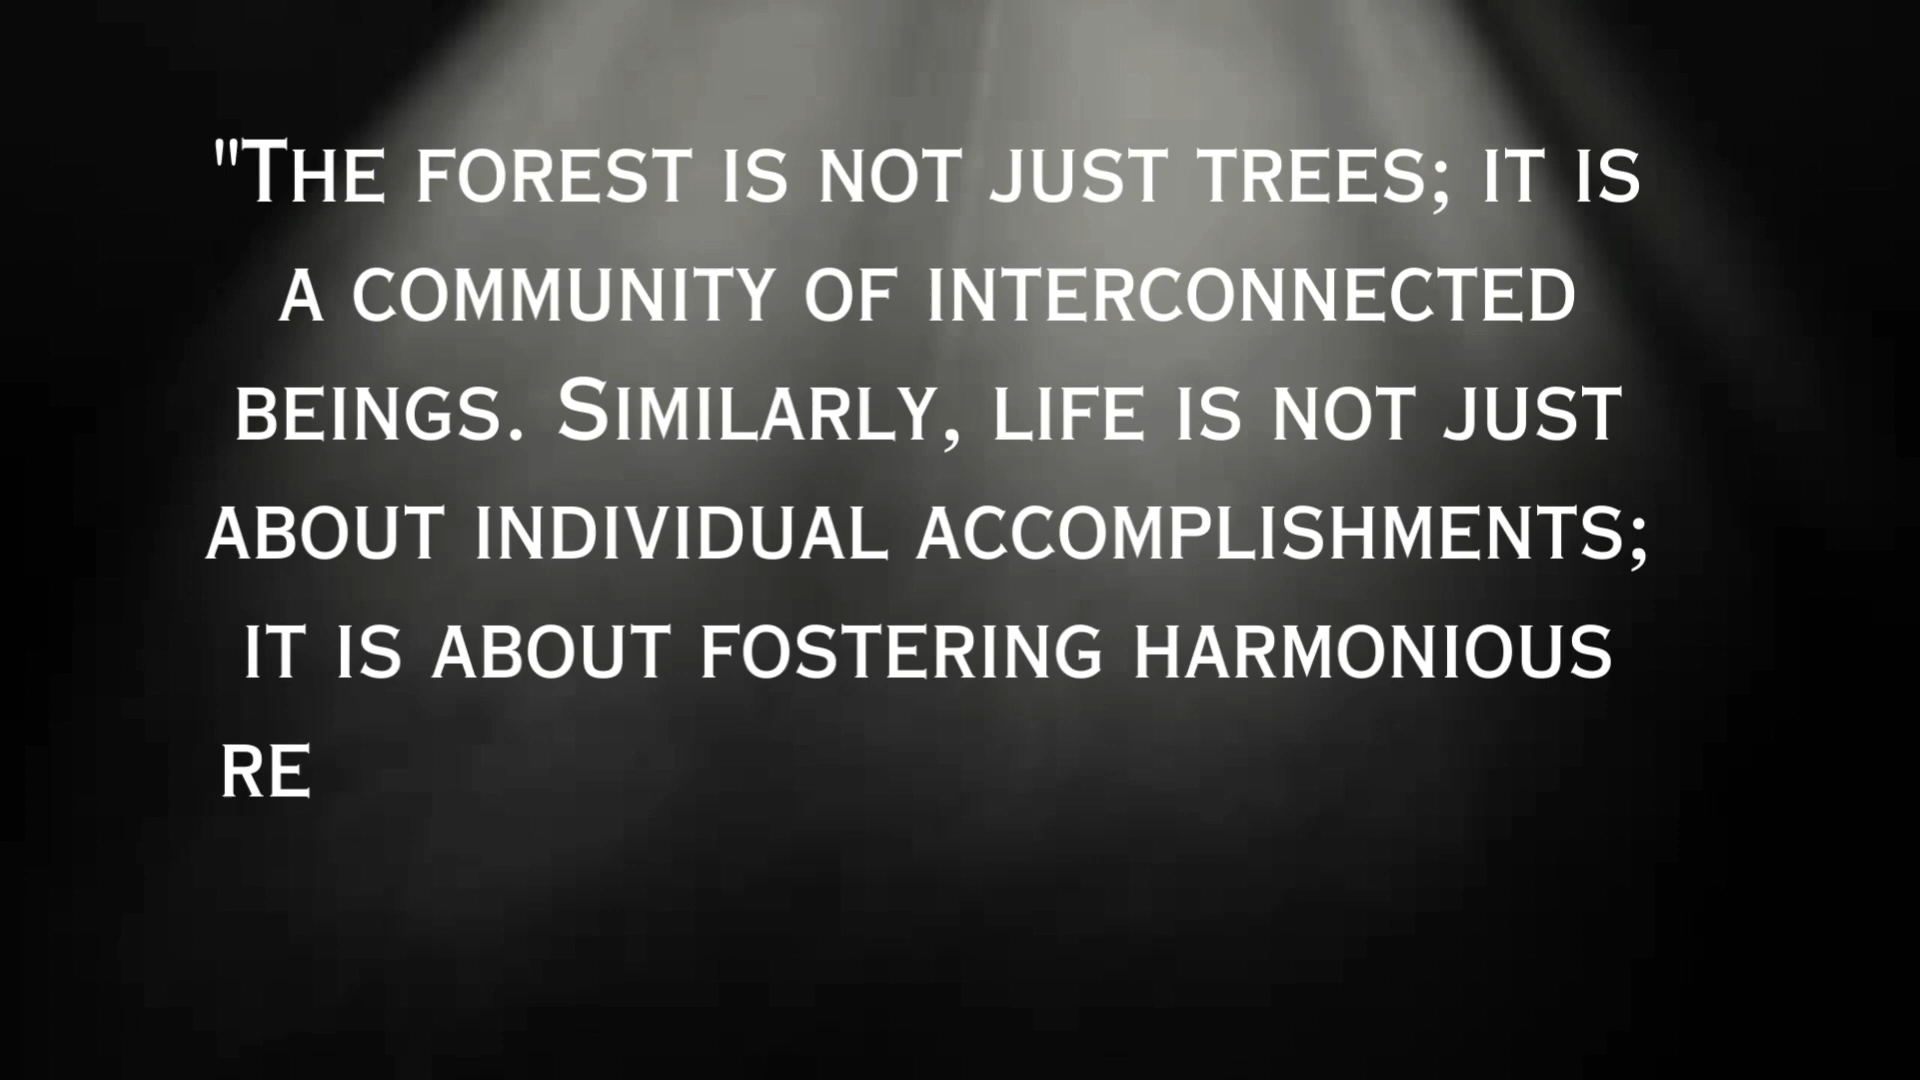 "The forest is not just trees; it is
a community of interconnected
beings. Similarly, life is not just
about individual accomplishments;
it is about fostering harmonious
re